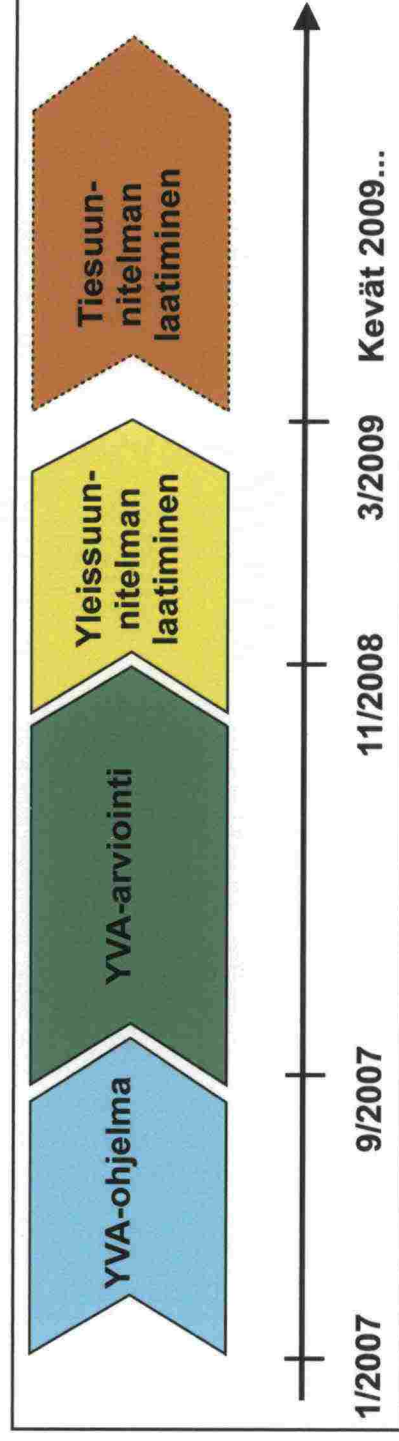 YVA-ohjelma
YVA-arviointi
Yleissuun-
nitelman
laatiminen
Tiesuun-
nitelman
laatiminen
1/2007
9/2007
11/2008
3/2009
Kevät 2009...